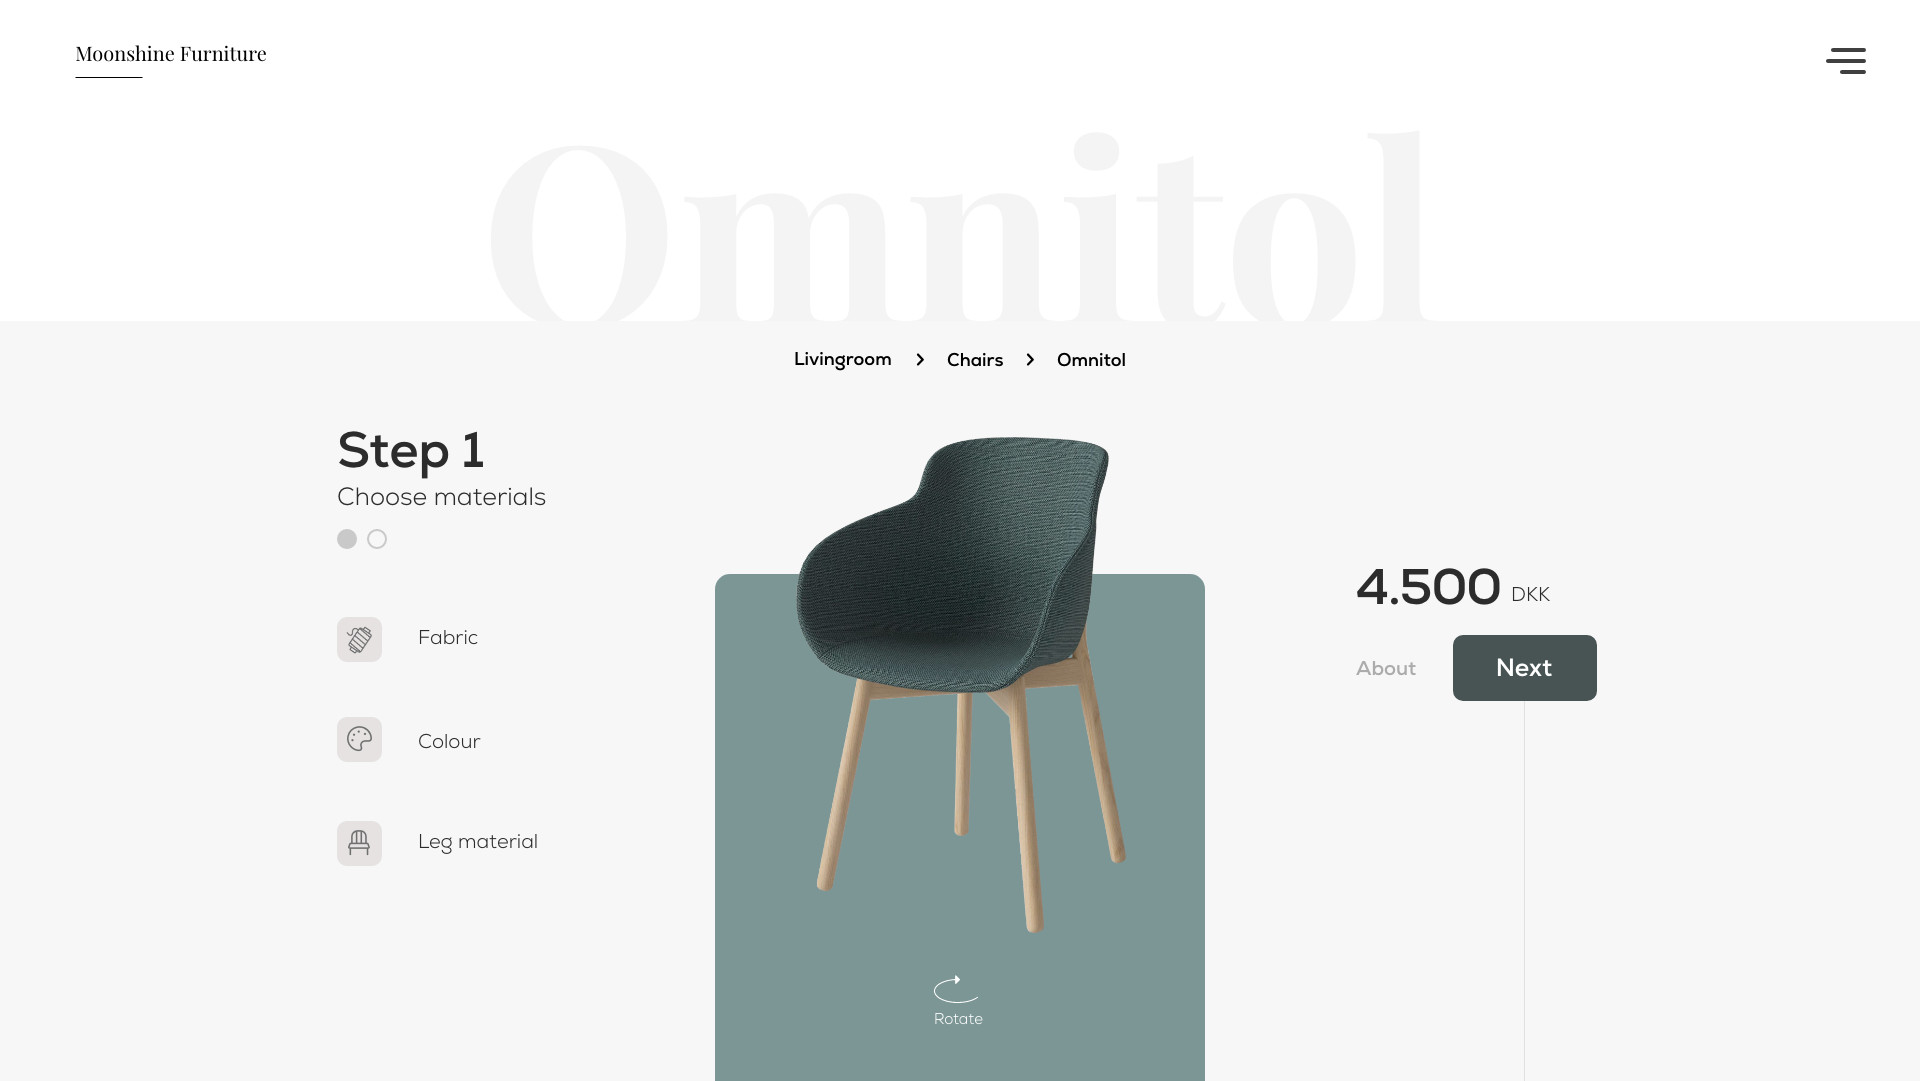 Moonshine Furniture
Omnitol
Livingroom > Chairs > Omnitol
Step 1
Choose materials
Fabric
Colour
Leg material
4.500 DKK
About
Next
Rotate